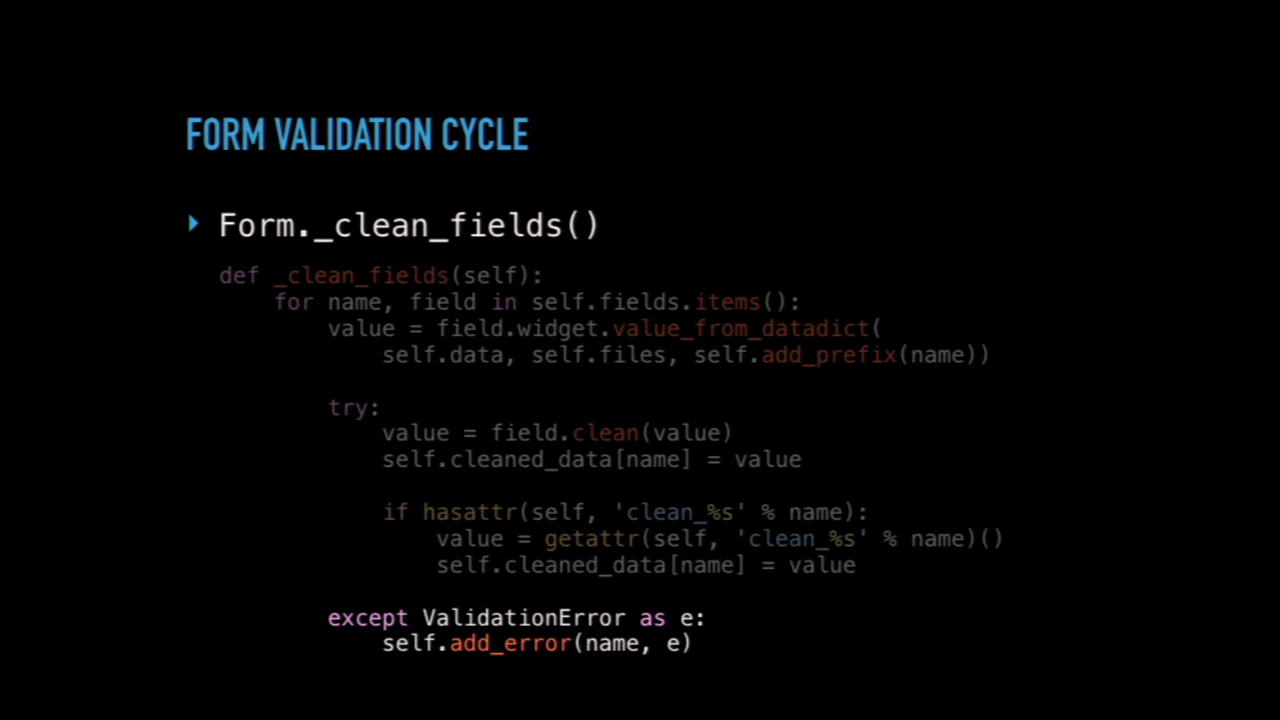 FORM VALIDATION CYCLE
Form._clean_fields()
def _clean_fields(self):
for name, field in self.fields.items():
value = field.widget.value_from_datadict(
self.data, self.files, self.add_prefix(name))
try:
value = field.clean(value)
self.cleaned_data[name] = value
if hasattr(self, 'clean_%s' % name):
value = getattr(self, 'clean_%s' % name)()
self.cleaned_data[name] = value
except ValidationError as e:
self.add_error(name, e)